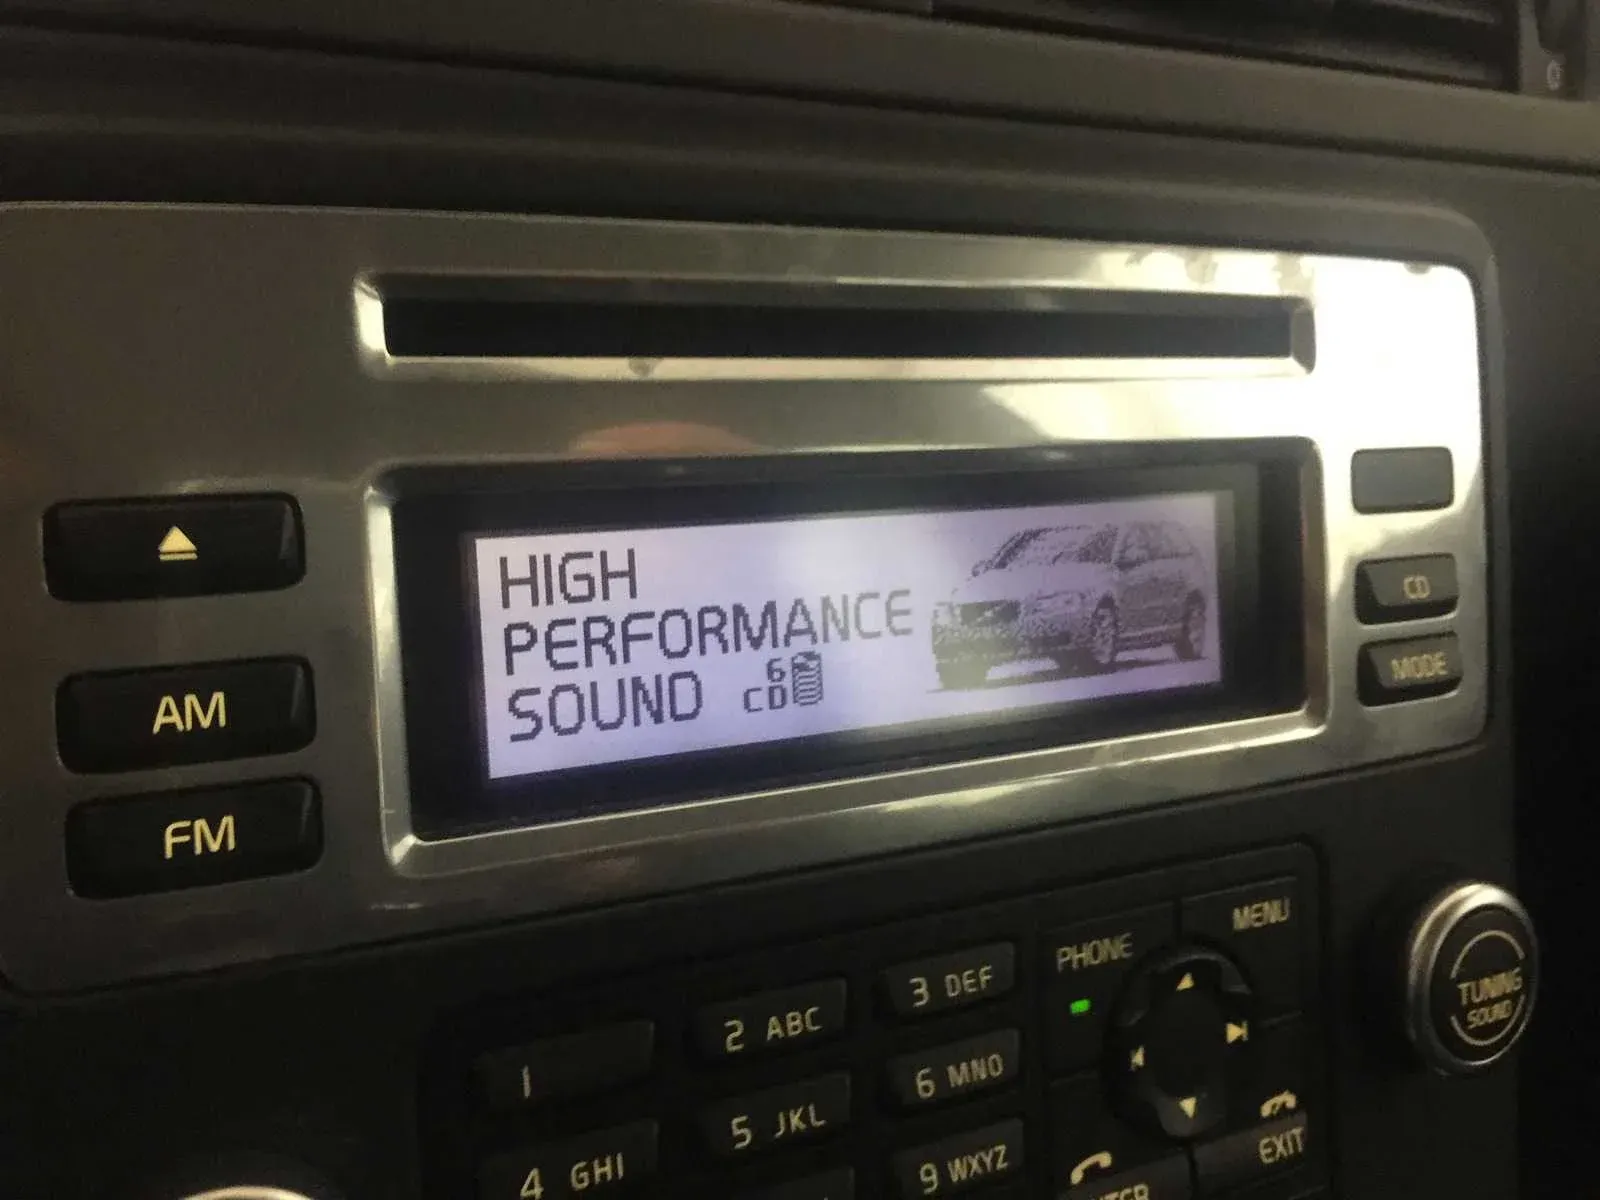 HIGH
PERFORMANCE
SOUND 6
CD
AM
FM
CD
MODE
PHONE
MENU
1
2 ABC
3 DEF
4 GHI
5 JKL
6 MNO
9 WXYZ
EXIT
TUNING
SOUND